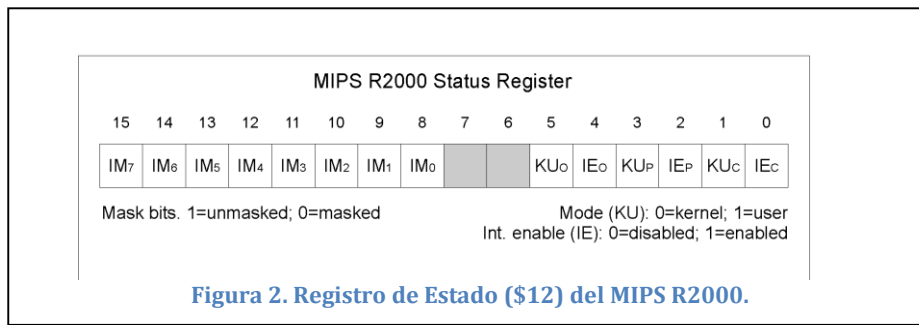 MIPS R2000 Status Register
15 14 13 12 11 10 9 8 7 6 5 4 3 2 1 0
IM7 IM6 IM5 IM4 IM3 IM2 IM1 IM0 KUO IEO KUP IEP KUC IEC
Mask bits. 1=unmasked; 0=masked Mode (KU): 0=kernel; 1=user
Int. enable (IE): 0=disabled; 1=enabled
Figura 2. Registro de Estado ($12) del MIPS R2000.